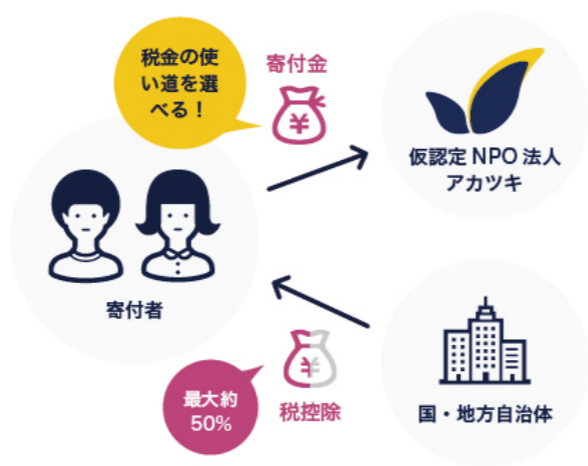 税金の使
い道を選
べる！
寄付金
¥
仮認定 NPO 法人
アカツキ
寄付者
¥
税控除
最大約
50%
国・地方自治体